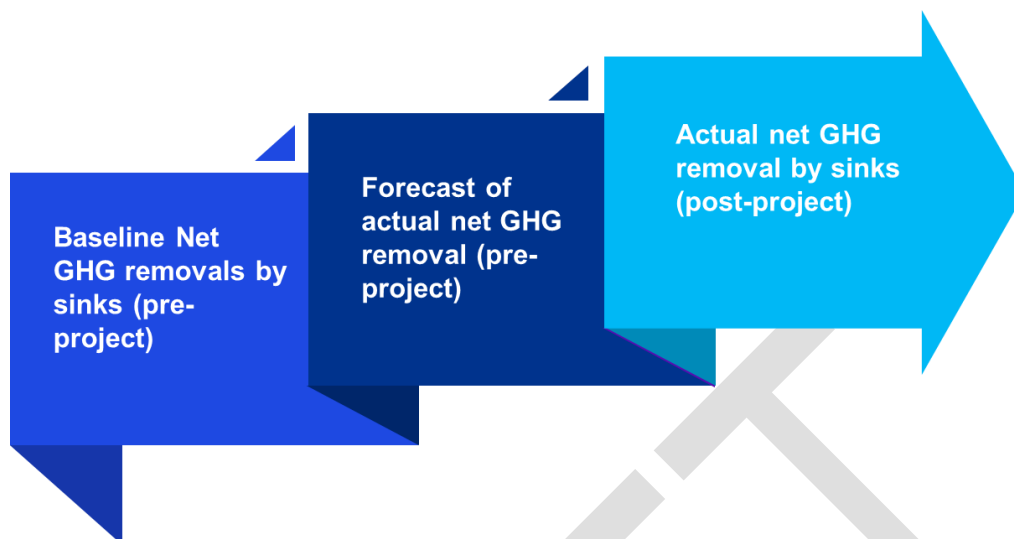 Baseline Net
GHG removals by
sinks (pre-
project)
Forecast of
actual net GHG
removal (pre-
project)
Actual net GHG
removal by sinks
(post-project)